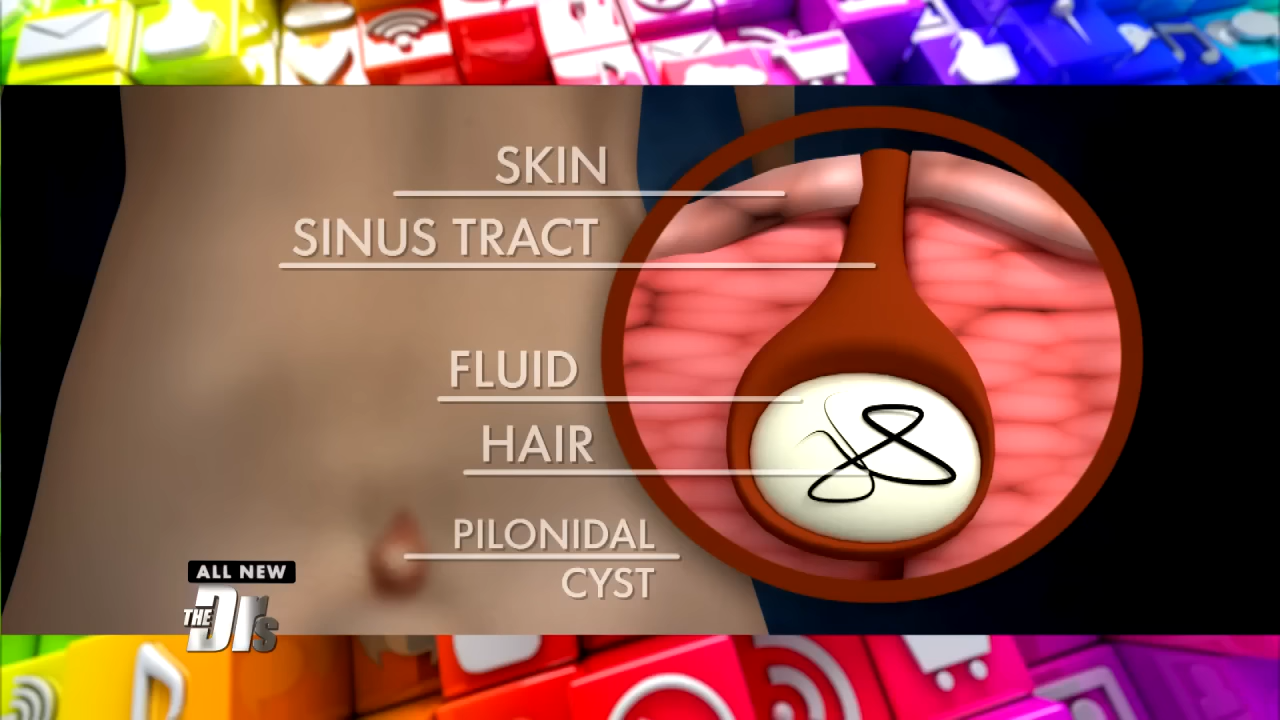 SKIN
SINUS TRACT
FLUID
HAIR
PILONIDAL
CYST
ALL NEW
THE
Drs